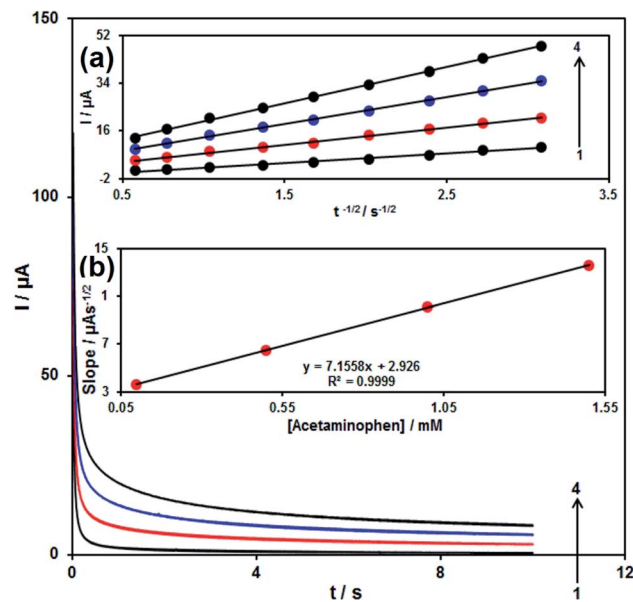 150
100
50
0
I / µA
0
4
8
12
t / s
4
1
(a)
52
34
16
-2
I / µA
0.5
1.5
2.5
3.5
t -1/2 / s-1/2
4
1
(b)
15
1
7
3
Slope / µAs-1/2
y = 7.1558x + 2.926
R² = 0.9999
0.05
0.55
1.05
1.55
[Acetaminophen] / mM